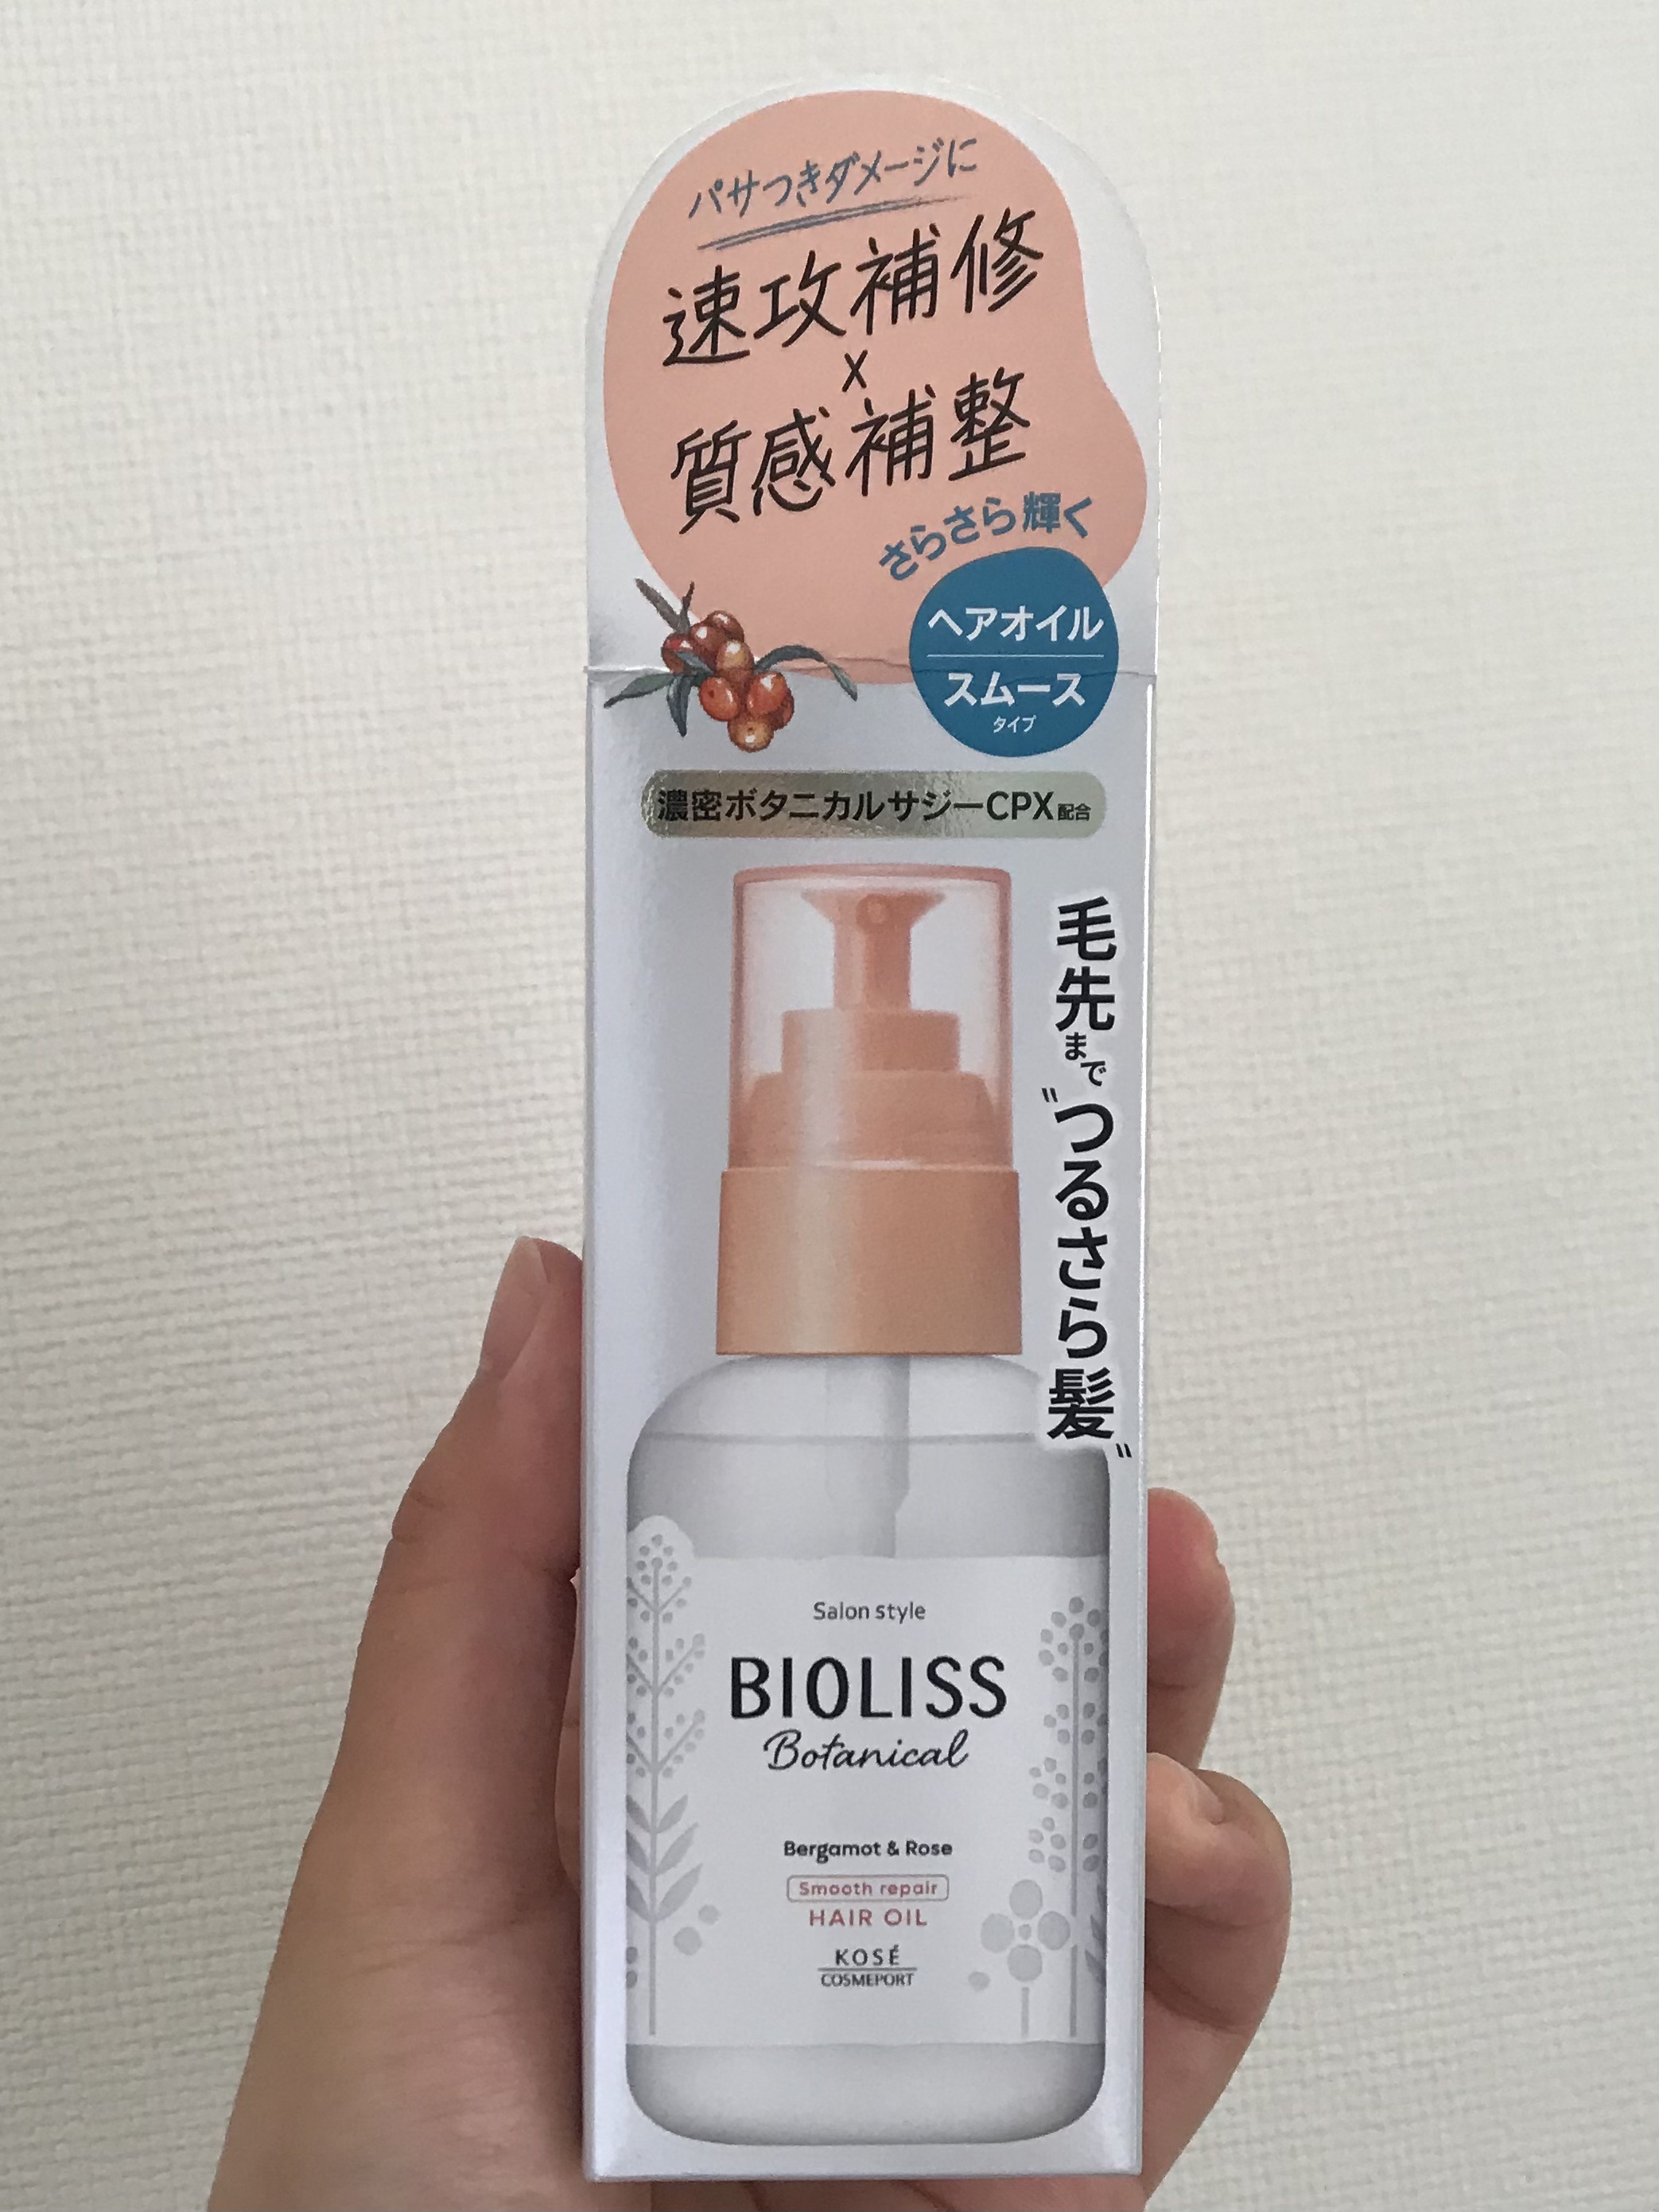 パサつきダメージに
速攻補修
×
質感補整
さらさら輝く
ヘアオイル
スムース
タイプ
濃密ボタニカルサジーCPX配合
毛先まで"つるさら髪"
Salon style
BIOLISS
Botanical
Bergamot & Rose
Smooth repair
HAIR OIL
KOSÉ
COSMEPORT